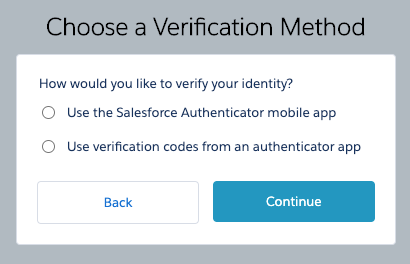 Choose a Verification Method
How would you like to verify your identity?
Use the Salesforce Authenticator mobile app
Use verification codes from an authenticator app
Back
Continue